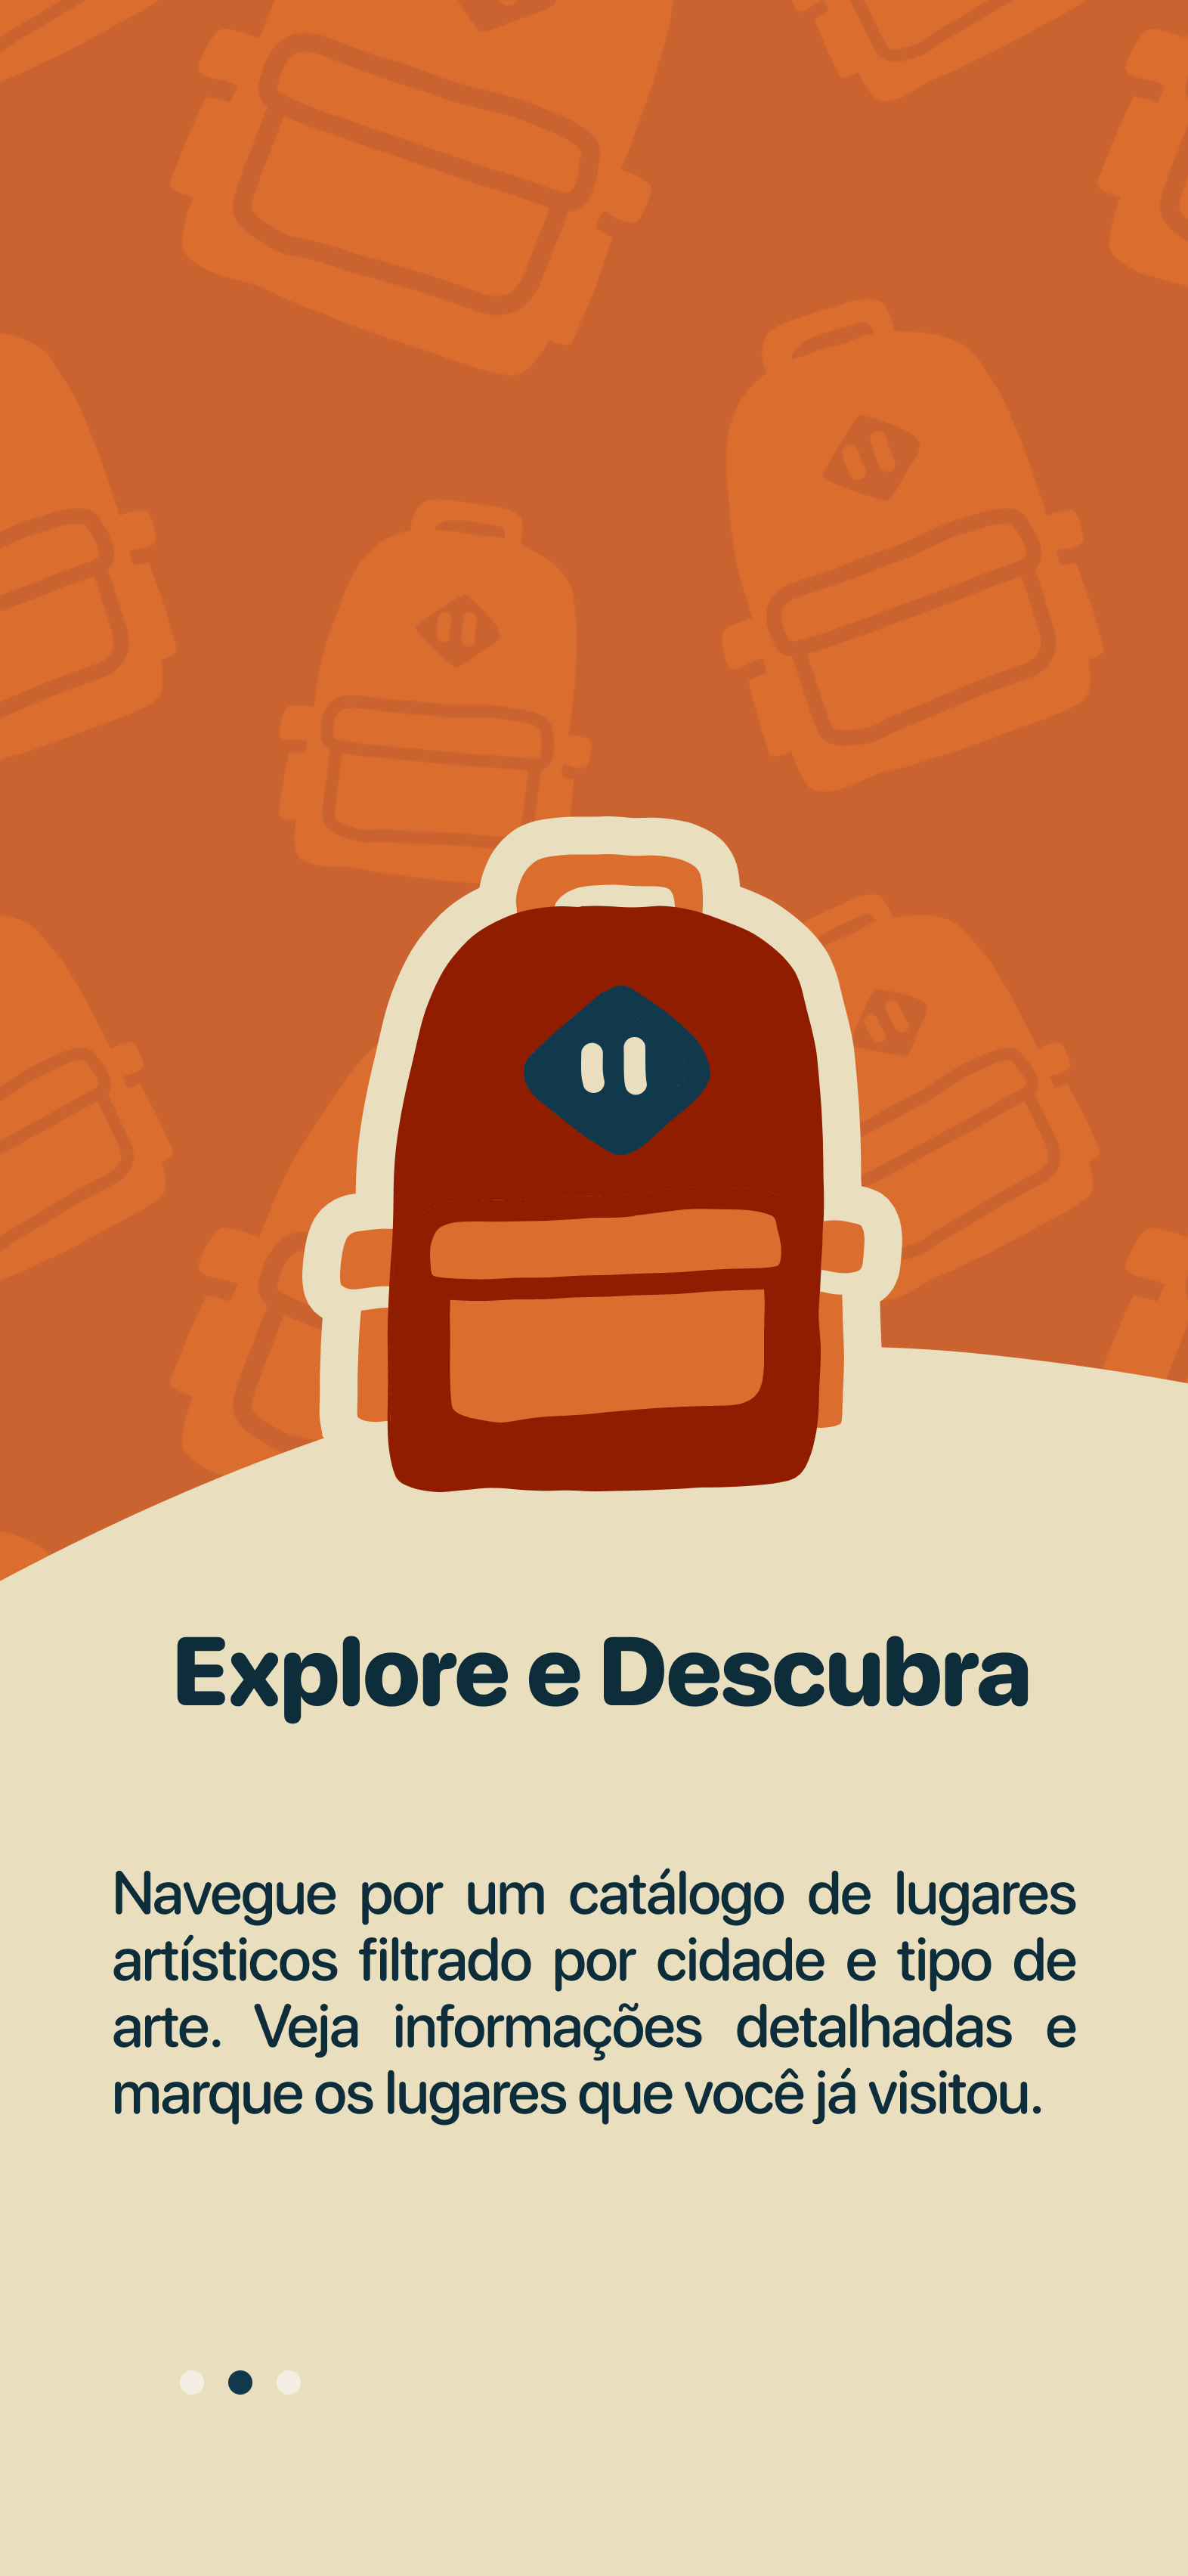 Explore e Descubra
Navegue por um catálogo de lugares
artísticos filtrado por cidade e tipo de
arte. Veja informações detalhadas e
marque os lugares que você já visitou.